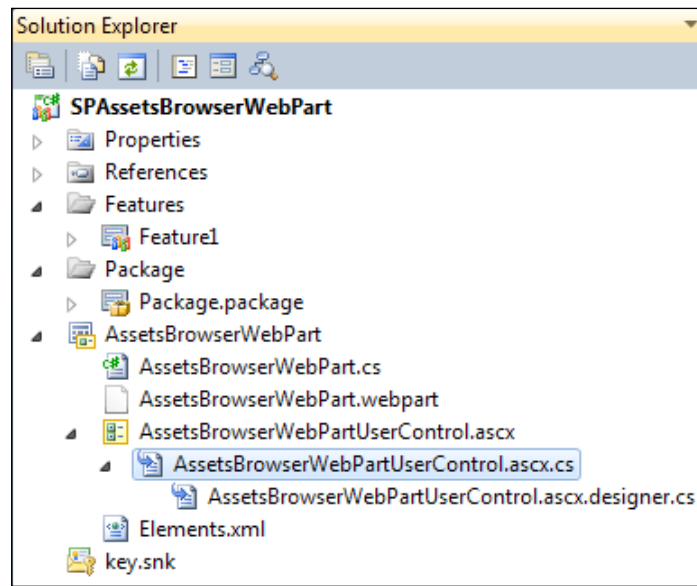 Solution Explorer
SPAssetsBrowserWebPart
Properties
References
Features
Feature1
Package
Package.package
AssetsBrowserWebPart
AssetsBrowserWebPart.cs
AssetsBrowserWebPart.webpart
AssetsBrowserWebPartUserControl.ascx
AssetsBrowserWebPartUserControl.ascx.cs
AssetsBrowserWebPartUserControl.ascx.designer.cs
Elements.xml
key.snk